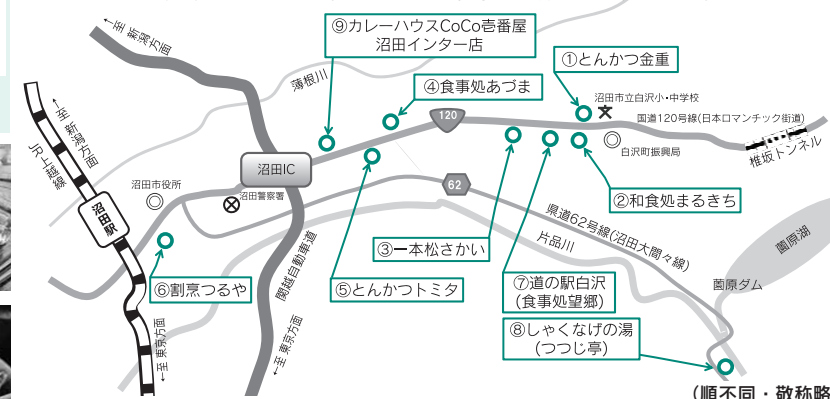 ⑨カレーハウスCoCo壱番屋
沼田インター店
①とんかつ金重
④食事処あづま
←至 新潟方面
薄根川
沼田市立白沢小・中学校
120
国道120号線(日本ロマンチック街道)
白沢町振興局
椎坂トンネル
←至 新潟方面
JR上越線
沼田IC
沼田市役所
沼田警察署
62
②和食処まるきち
沼田駅
県道62号線(沼田大間々線)
片品川
薗原湖
③一本松さかい
関越自動車道
⑥割烹つるや
⑤とんかつトミタ
⑦道の駅白沢
(食事処望郷)
薗原ダム
⑧しゃくなげの湯
(つつじ亭)
←至 東京方面
←至 東京方面
(順不同・敬称略